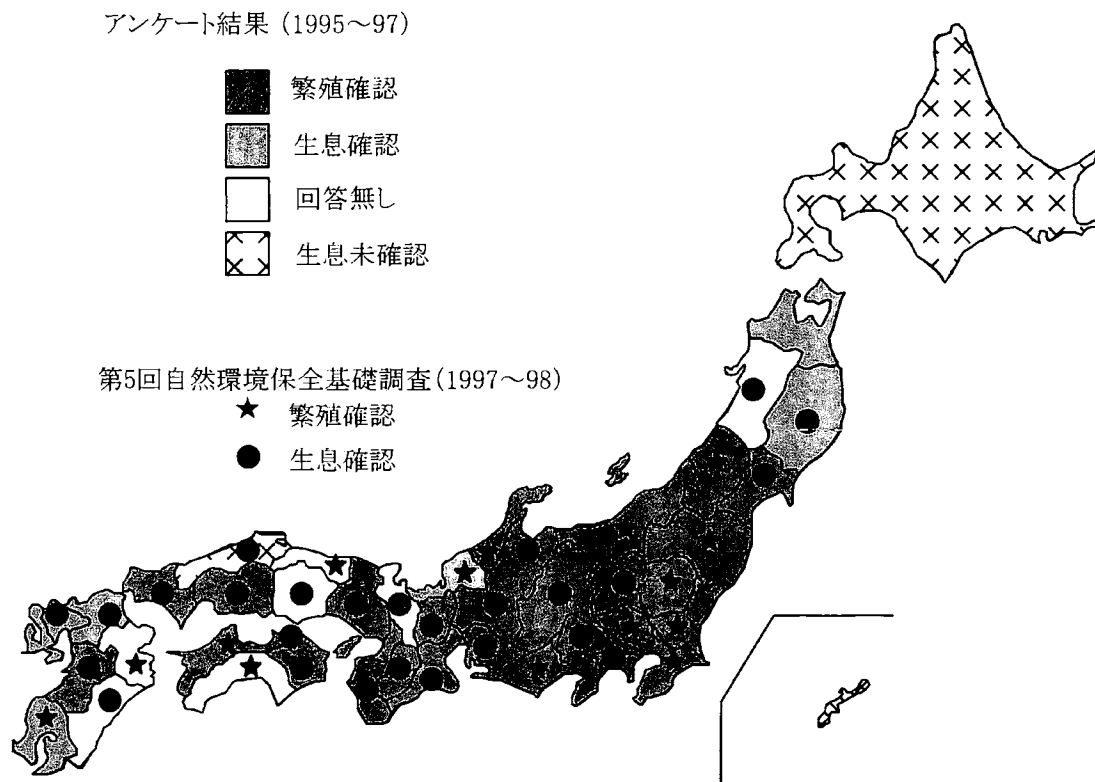 アンケート結果 (1995～97)
繁殖確認
生息確認
回答無し
生息未確認
第5回自然環境保全基礎調査(1997～98)
繁殖確認
生息確認